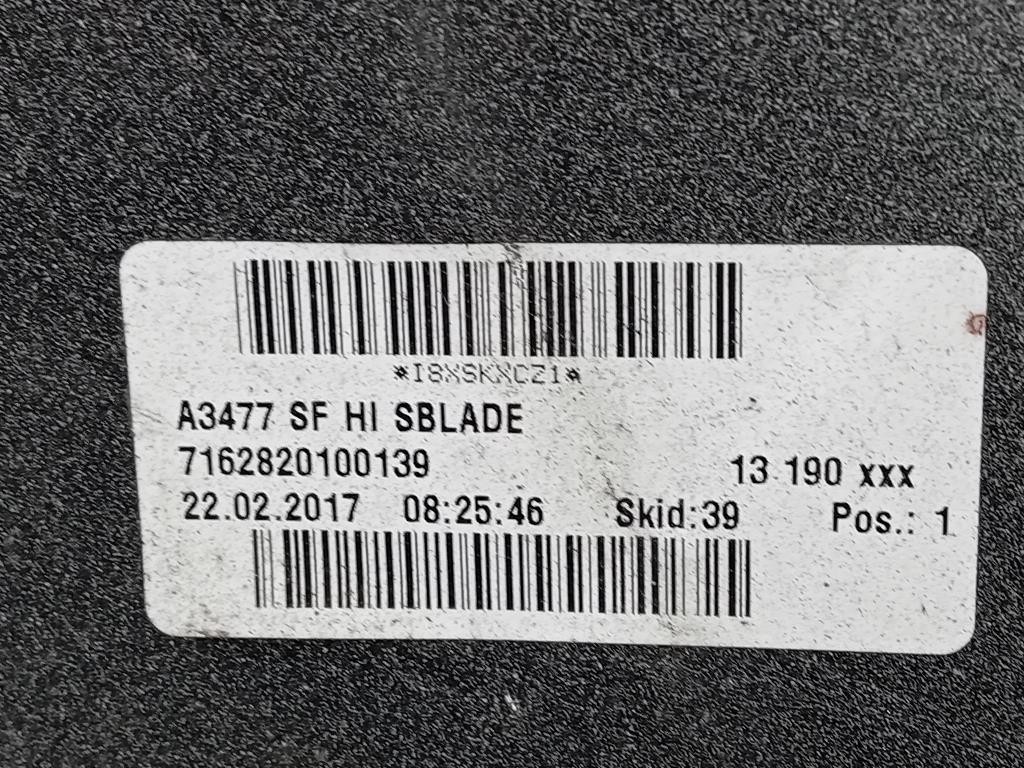 *I8XSKXCZ1*
A3477 SF HI SBLADE
7162820100139 13 190 xxx
22.02.2017 08:25:46 Skid:39 Pos.: 1